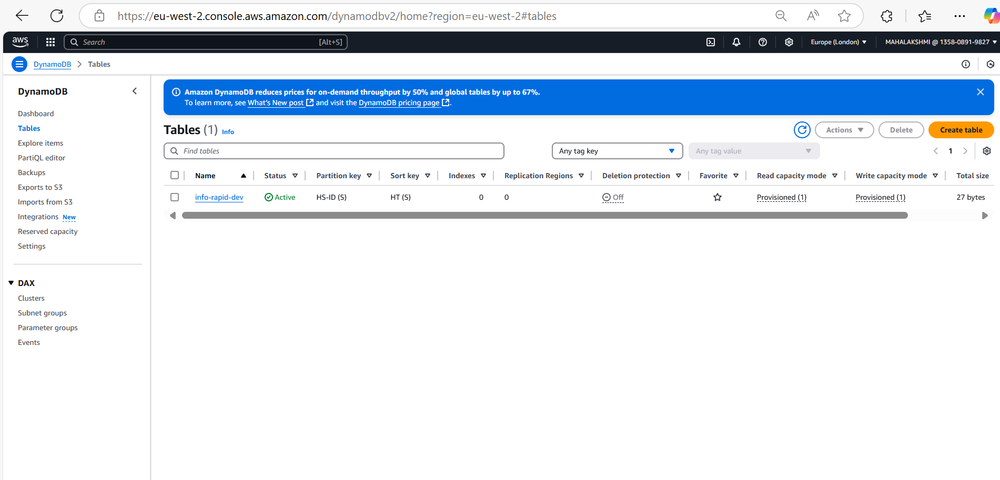 https://eu-west-2.console.aws.amazon.com/dynamodbv2/home?region=eu-west-2#tables
aws Search [Alt+S] Europe (London) MAHALAKSHMI @ 1358-0891-9827
DynamoDB Tables
DynamoDB
Dashboard
Tables
Explore items
PartiQL editor
Backups
Exports to S3
Imports from S3
Integrations New
Reserved capacity
Settings
DAX
Clusters
Subnet groups
Parameter groups
Events
Amazon DynamoDB reduces prices for on-demand throughput by 50% and global tables by up to 67%.
To learn more, see What's New post and visit the DynamoDB pricing page.
Tables (1) Info Actions Delete Create table
Find tables Any tag key Any tag value 1
Name Status Partition key Sort key Indexes Replication Regions Deletion protection Favorite Read capacity mode Write capacity mode Total size
info-rapid-dev Active HS-ID (S) HT (S) 0 0 Off Provisioned (1) Provisioned (1) 27 bytes